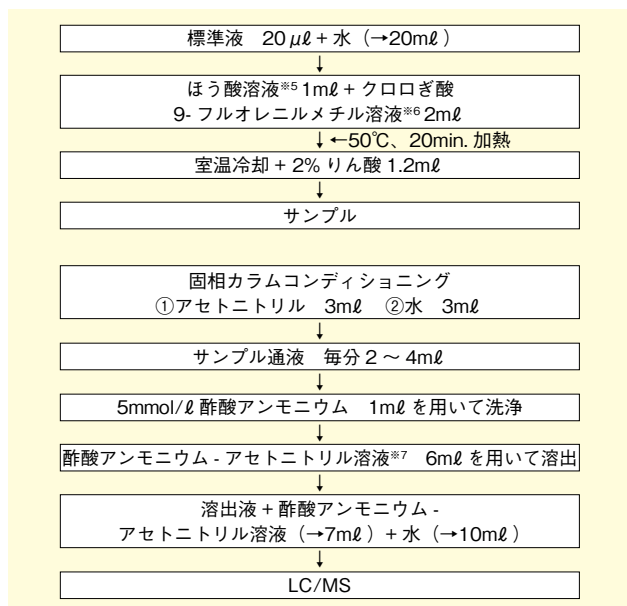 標準液　20μℓ + 水（→20mℓ）
↓
ほう酸溶液※5 1mℓ + クロロぎ酸
9- フルオレニルメチル溶液※6 2mℓ
↓ ←50℃、20min. 加熱
室温冷却 + 2% りん酸 1.2mℓ
↓
サンプル
固相カラムコンディショニング
①アセトニトリル　3mℓ　②水　3mℓ
↓
サンプル通液　毎分 2 ～ 4mℓ
↓
5mmol/ℓ 酢酸アンモニウム　1mℓ を用いて洗浄
↓
酢酸アンモニウム - アセトニトリル溶液※7　6mℓ を用いて溶出
↓
溶出液 + 酢酸アンモニウム -
アセトニトリル溶液（→7mℓ）+ 水（→10mℓ）
↓
LC/MS